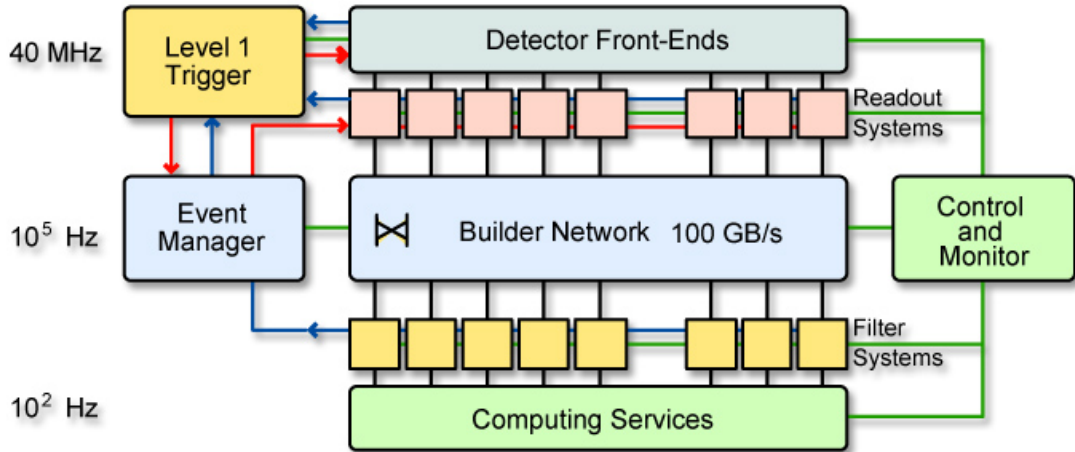 40 MHz
Level 1
Trigger
Detector Front-Ends
Readout
Systems
10⁵ Hz
Event
Manager
Builder Network 100 GB/s
Control
and
Monitor
Filter
Systems
10² Hz
Computing Services